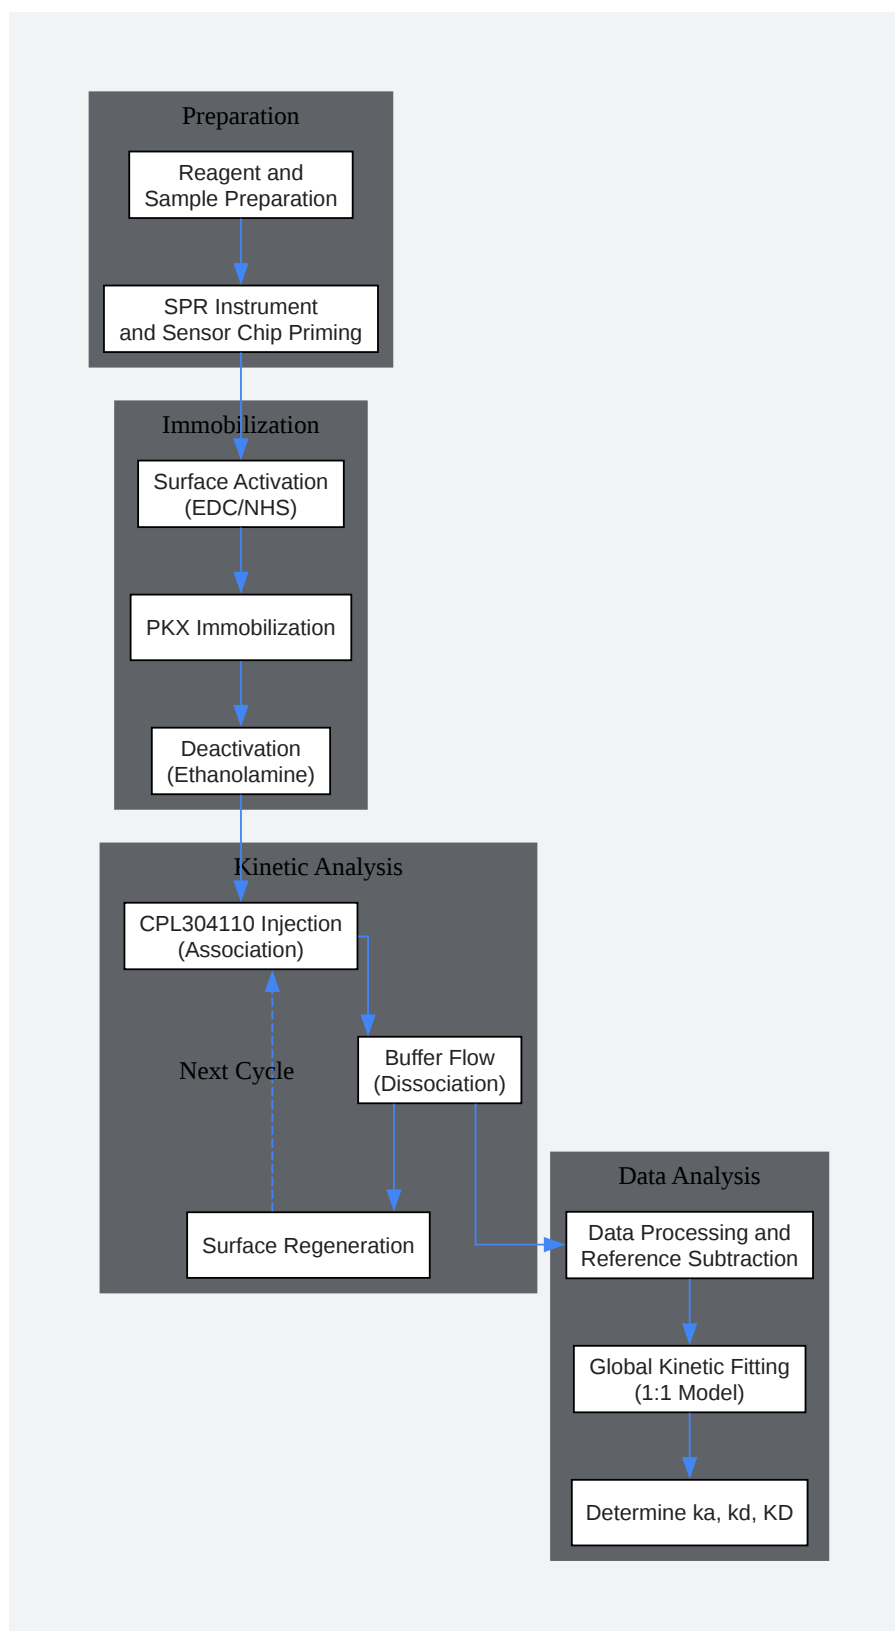 Preparation
Reagent and
Sample Preparation
SPR Instrument
and Sensor Chip Priming
Immobilization
Surface Activation
(EDC/NHS)
PKX Immobilization
Deactivation
(Ethanolamine)
Kinetic Analysis
CPL304110 Injection
(Association)
Next Cycle
Buffer Flow
(Dissociation)
Surface Regeneration
Data Analysis
Data Processing and
Reference Subtraction
Global Kinetic Fitting
(1:1 Model)
Determine ka, kd, KD